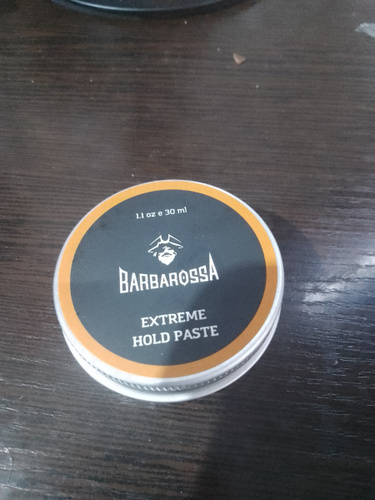 1.1 oz e 30 ml
BARBAROSSA
EXTREME
HOLD PASTE